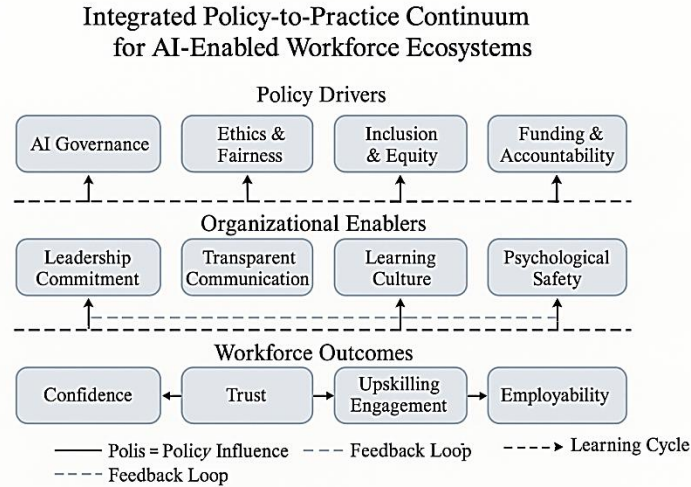 Integrated Policy-to-Practice Continuum
for AI-Enabled Workforce Ecosystems
Policy Drivers
AI Governance
Ethics &
Fairness
Inclusion
& Equity
Funding &
Accountability
Organizational Enablers
Leadership
Commitment
Transparent
Communication
Learning
Culture
Psychological
Safety
Workforce Outcomes
Confidence
Trust
Upskilling
Engagement
Employability
Polis = Policy Influence
Feedback Loop
Learning Cycle
Feedback Loop